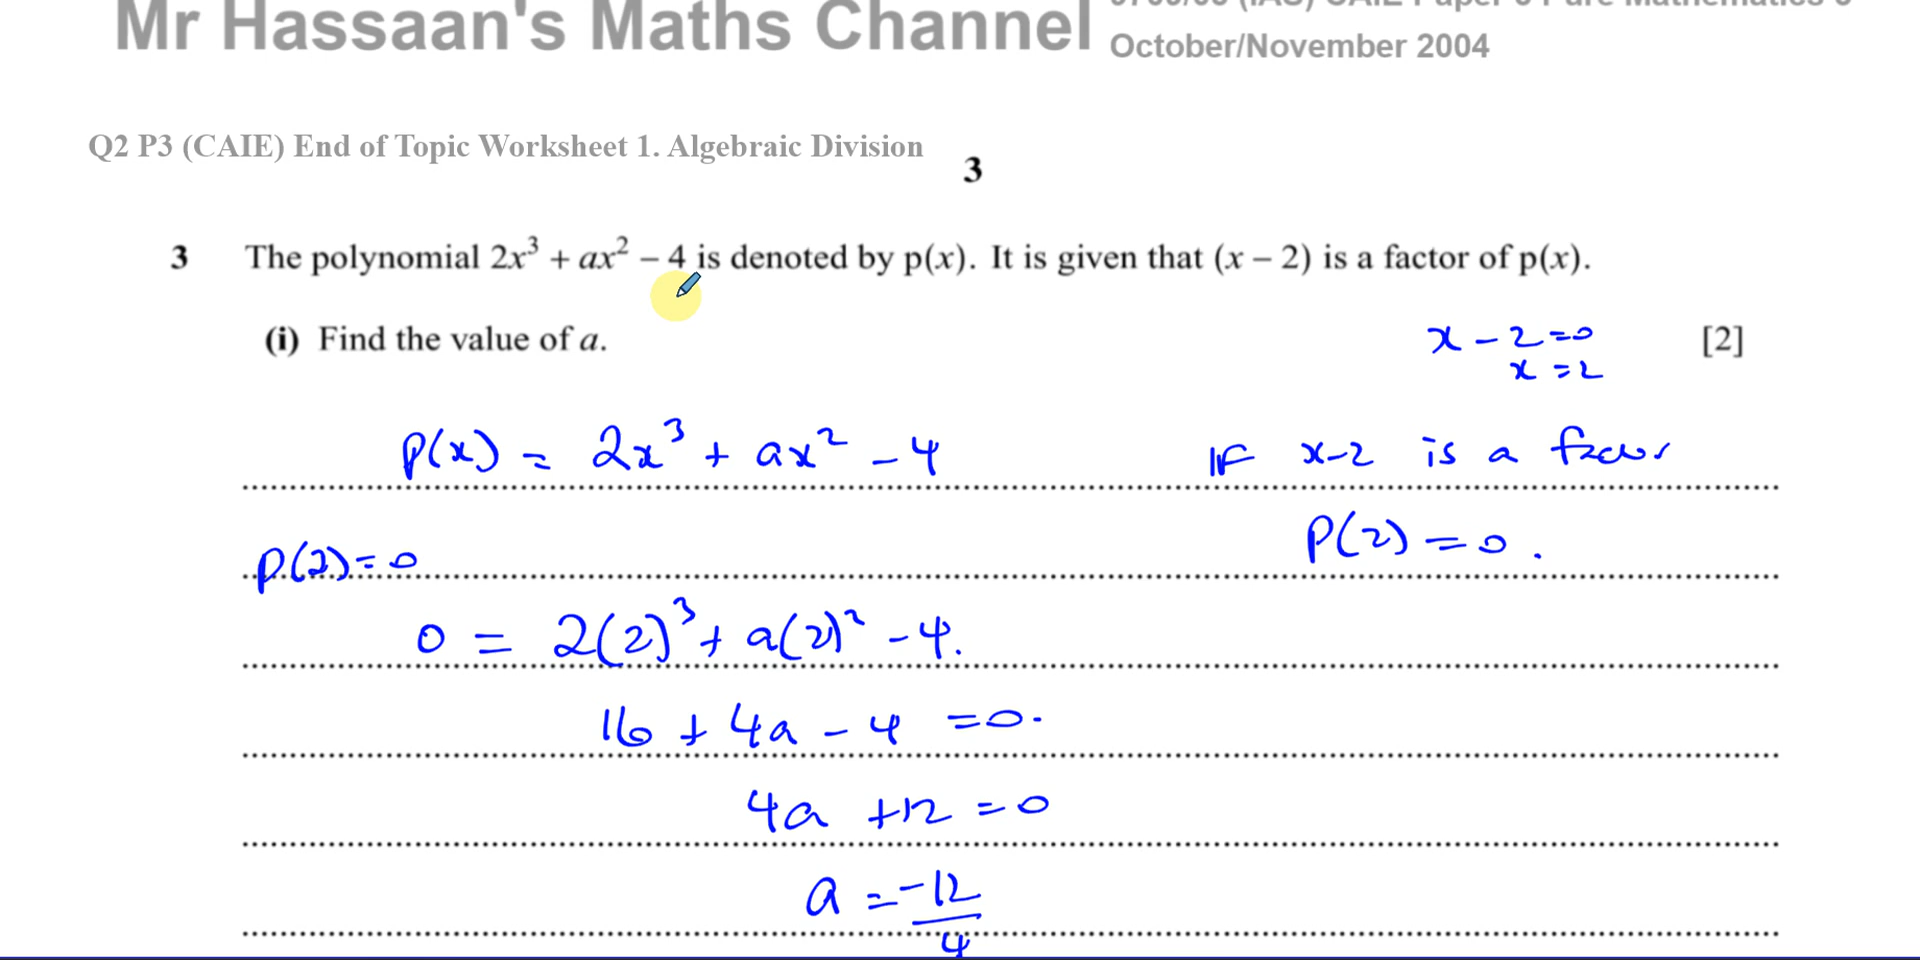 Mr Hassaan's Maths Channel
October/November 2004
Q2 P3 (CAIE) End of Topic Worksheet 1. Algebraic Division
3
3 The polynomial 2x³ + ax² − 4 is denoted by p(x). It is given that (x − 2) is a factor of p(x).
(i) Find the value of a. [2]
x − 2 = 0
x = 2
P(x) = 2x³ + ax² − 4
IF x−2 is a factor
P(2) = 0.
P(2) = 0
0 = 2(2)³ + a(2)² − 4.
16 + 4a − 4 = 0.
4a + 12 = 0
a = −12
4